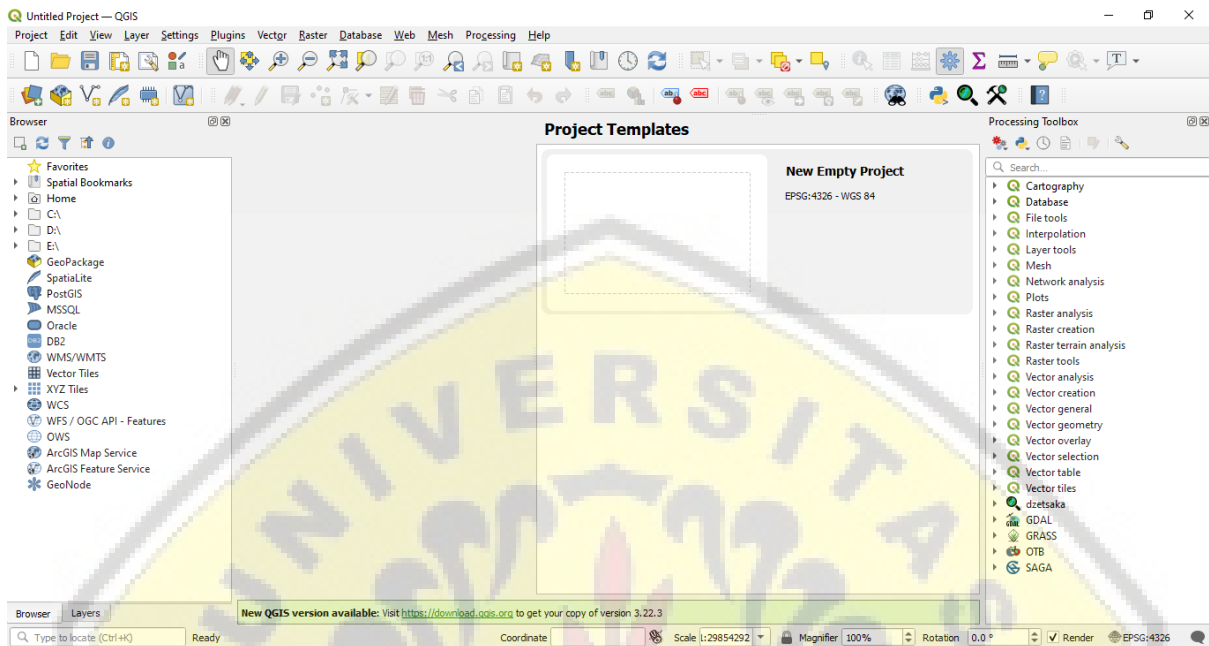 Untitled Project — QGIS
Project Edit View Layer Settings Plugins Vector Raster Database Web Mesh Processing Help
Browser
Favorites
Spatial Bookmarks
Home
C:\
D:\
E:\
GeoPackage
SpatiaLite
PostGIS
MSSQL
Oracle
DB2
WMS/WMTS
Vector Tiles
XYZ Tiles
WCS
WFS / OGC API - Features
OWS
ArcGIS Map Service
ArcGIS Feature Service
GeoNode
Browser Layers
Project Templates
New Empty Project
EPSG:4326 - WGS 84
UNIVERSITAS
New QGIS version available: Visit https://download.qgis.org to get your copy of version 3.22.3
Processing Toolbox
Search...
Cartography
Database
File tools
Interpolation
Layer tools
Mesh
Network analysis
Plots
Raster analysis
Raster creation
Raster terrain analysis
Raster tools
Vector analysis
Vector creation
Vector general
Vector geometry
Vector overlay
Vector selection
Vector table
Vector tiles
dzetsaka
GDAL
GRASS
OTB
SAGA
Type to locate (Ctrl+K) Ready Coordinate Scale 1:29854292 Magnifier 100% Rotation 0.0 ° Render EPSG:4326